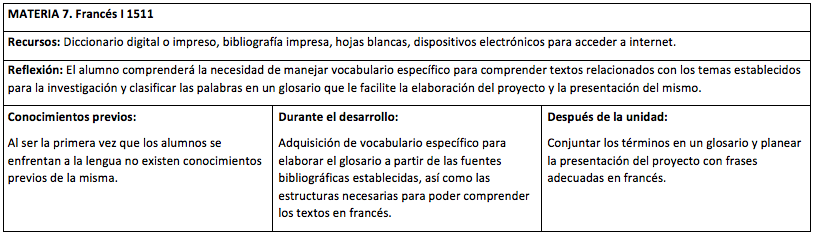 MATERIA 7. Francés I 1511
Recursos: Diccionario digital o impreso, bibliografía impresa, hojas blancas, dispositivos electrónicos para acceder a internet.
Reflexión: El alumno comprenderá la necesidad de manejar vocabulario específico para comprender textos relacionados con los temas establecidos
para la investigación y clasificar las palabras en un glosario que le facilite la elaboración del proyecto y la presentación del mismo.
Conocimientos previos:
Al ser la primera vez que los alumnos se
enfrentan a la lengua no existen conocimientos
previos de la misma.
Durante el desarrollo:
Adquisición de vocabulario específico para
elaborar el glosario a partir de las fuentes
bibliográficas establecidas, así como las
estructuras necesarias para poder comprender
los textos en francés.
Después de la unidad:
Conjuntar los términos en un glosario y planear
la presentación del proyecto con frases
adecuadas en francés.